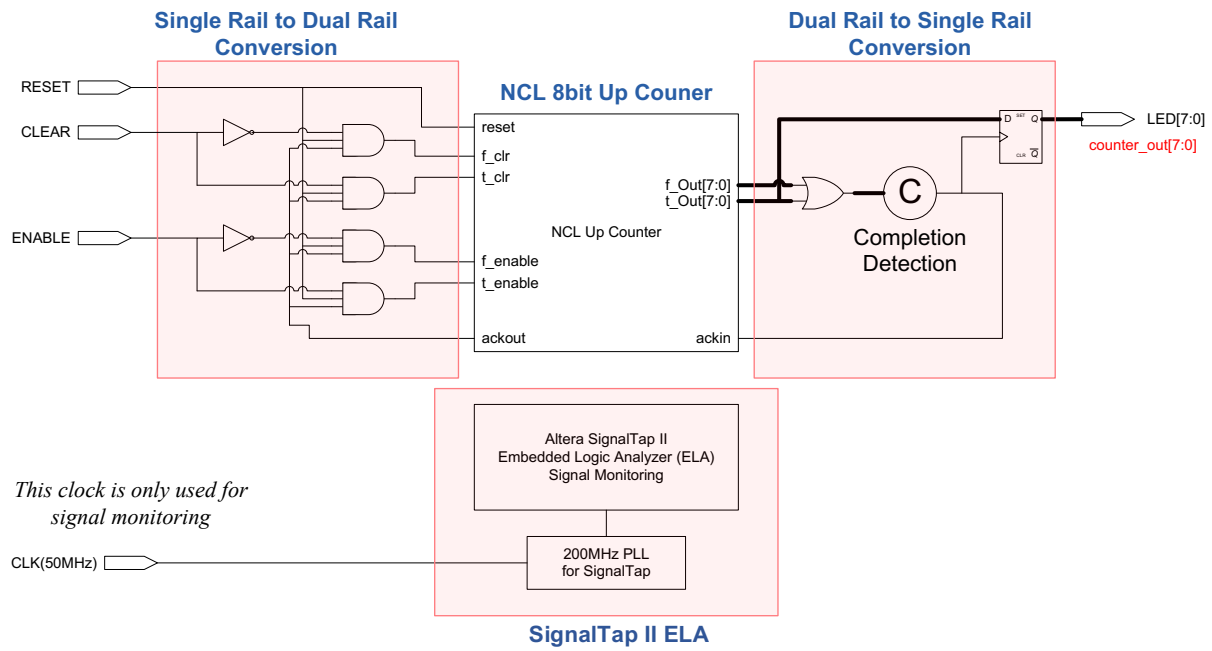 Single Rail to Dual Rail
Conversion
Dual Rail to Single Rail
Conversion
RESET
CLEAR
ENABLE
NCL 8bit Up Couner
reset
f_clr
t_clr
f_enable
t_enable
ackout
NCL Up Counter
f_Out[7:0]
t_Out[7:0]
ackin
C
Completion
Detection
D
SET
Q
CLR
Q
LED[7:0]
counter_out[7:0]
Altera SignalTap II
Embedded Logic Analyzer (ELA)
Signal Monitoring
This clock is only used for
signal monitoring
CLK(50MHz)
200MHz PLL
for SignalTap
SignalTap II ELA